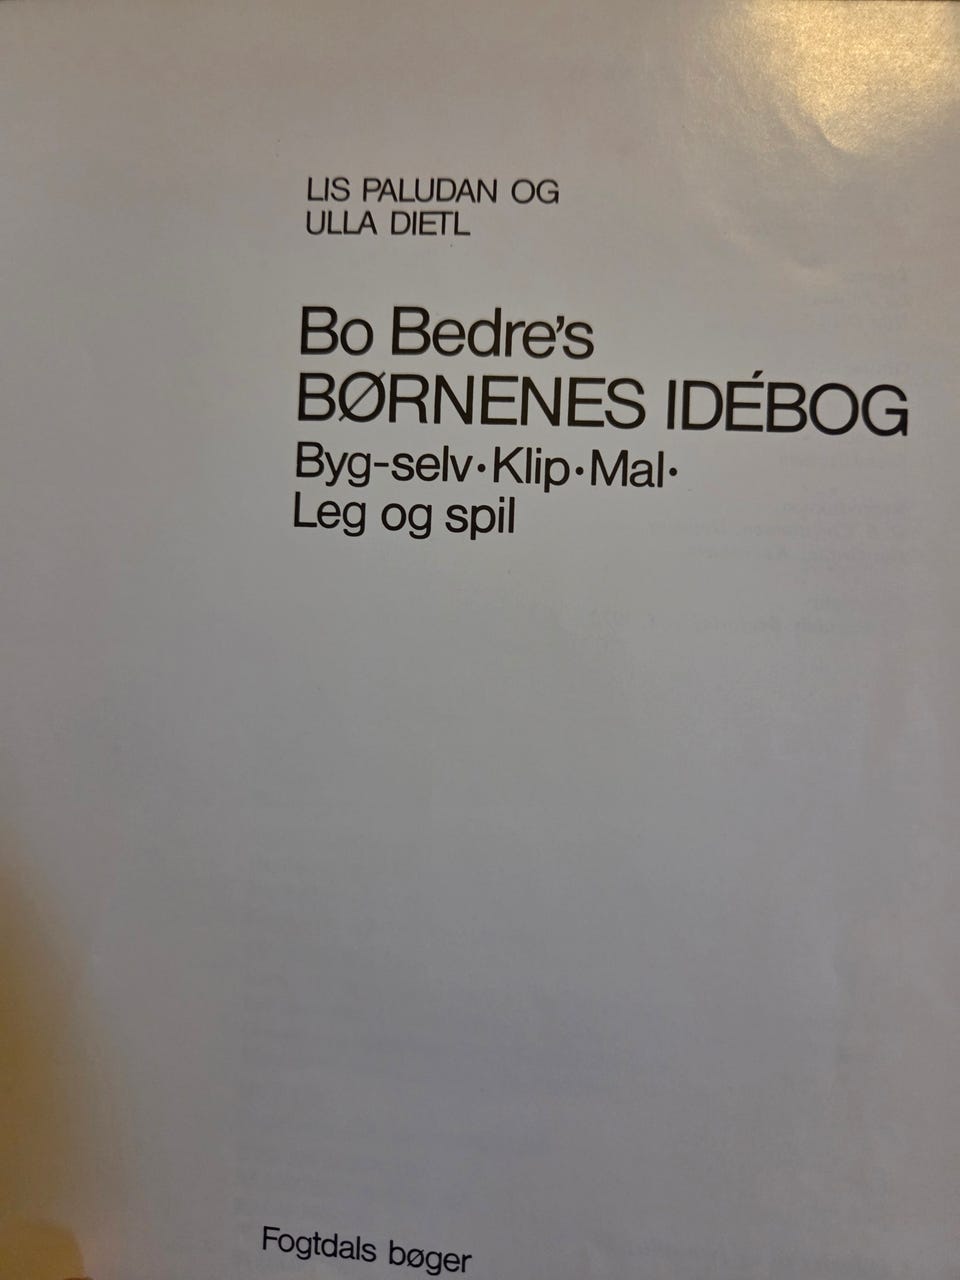 LIS PALUDAN OG
ULLA DIETL
Bo Bedre's
BØRNENES IDÉBOG
Byg-selv·Klip·Mal·
Leg og spil
Fogtdals bøger